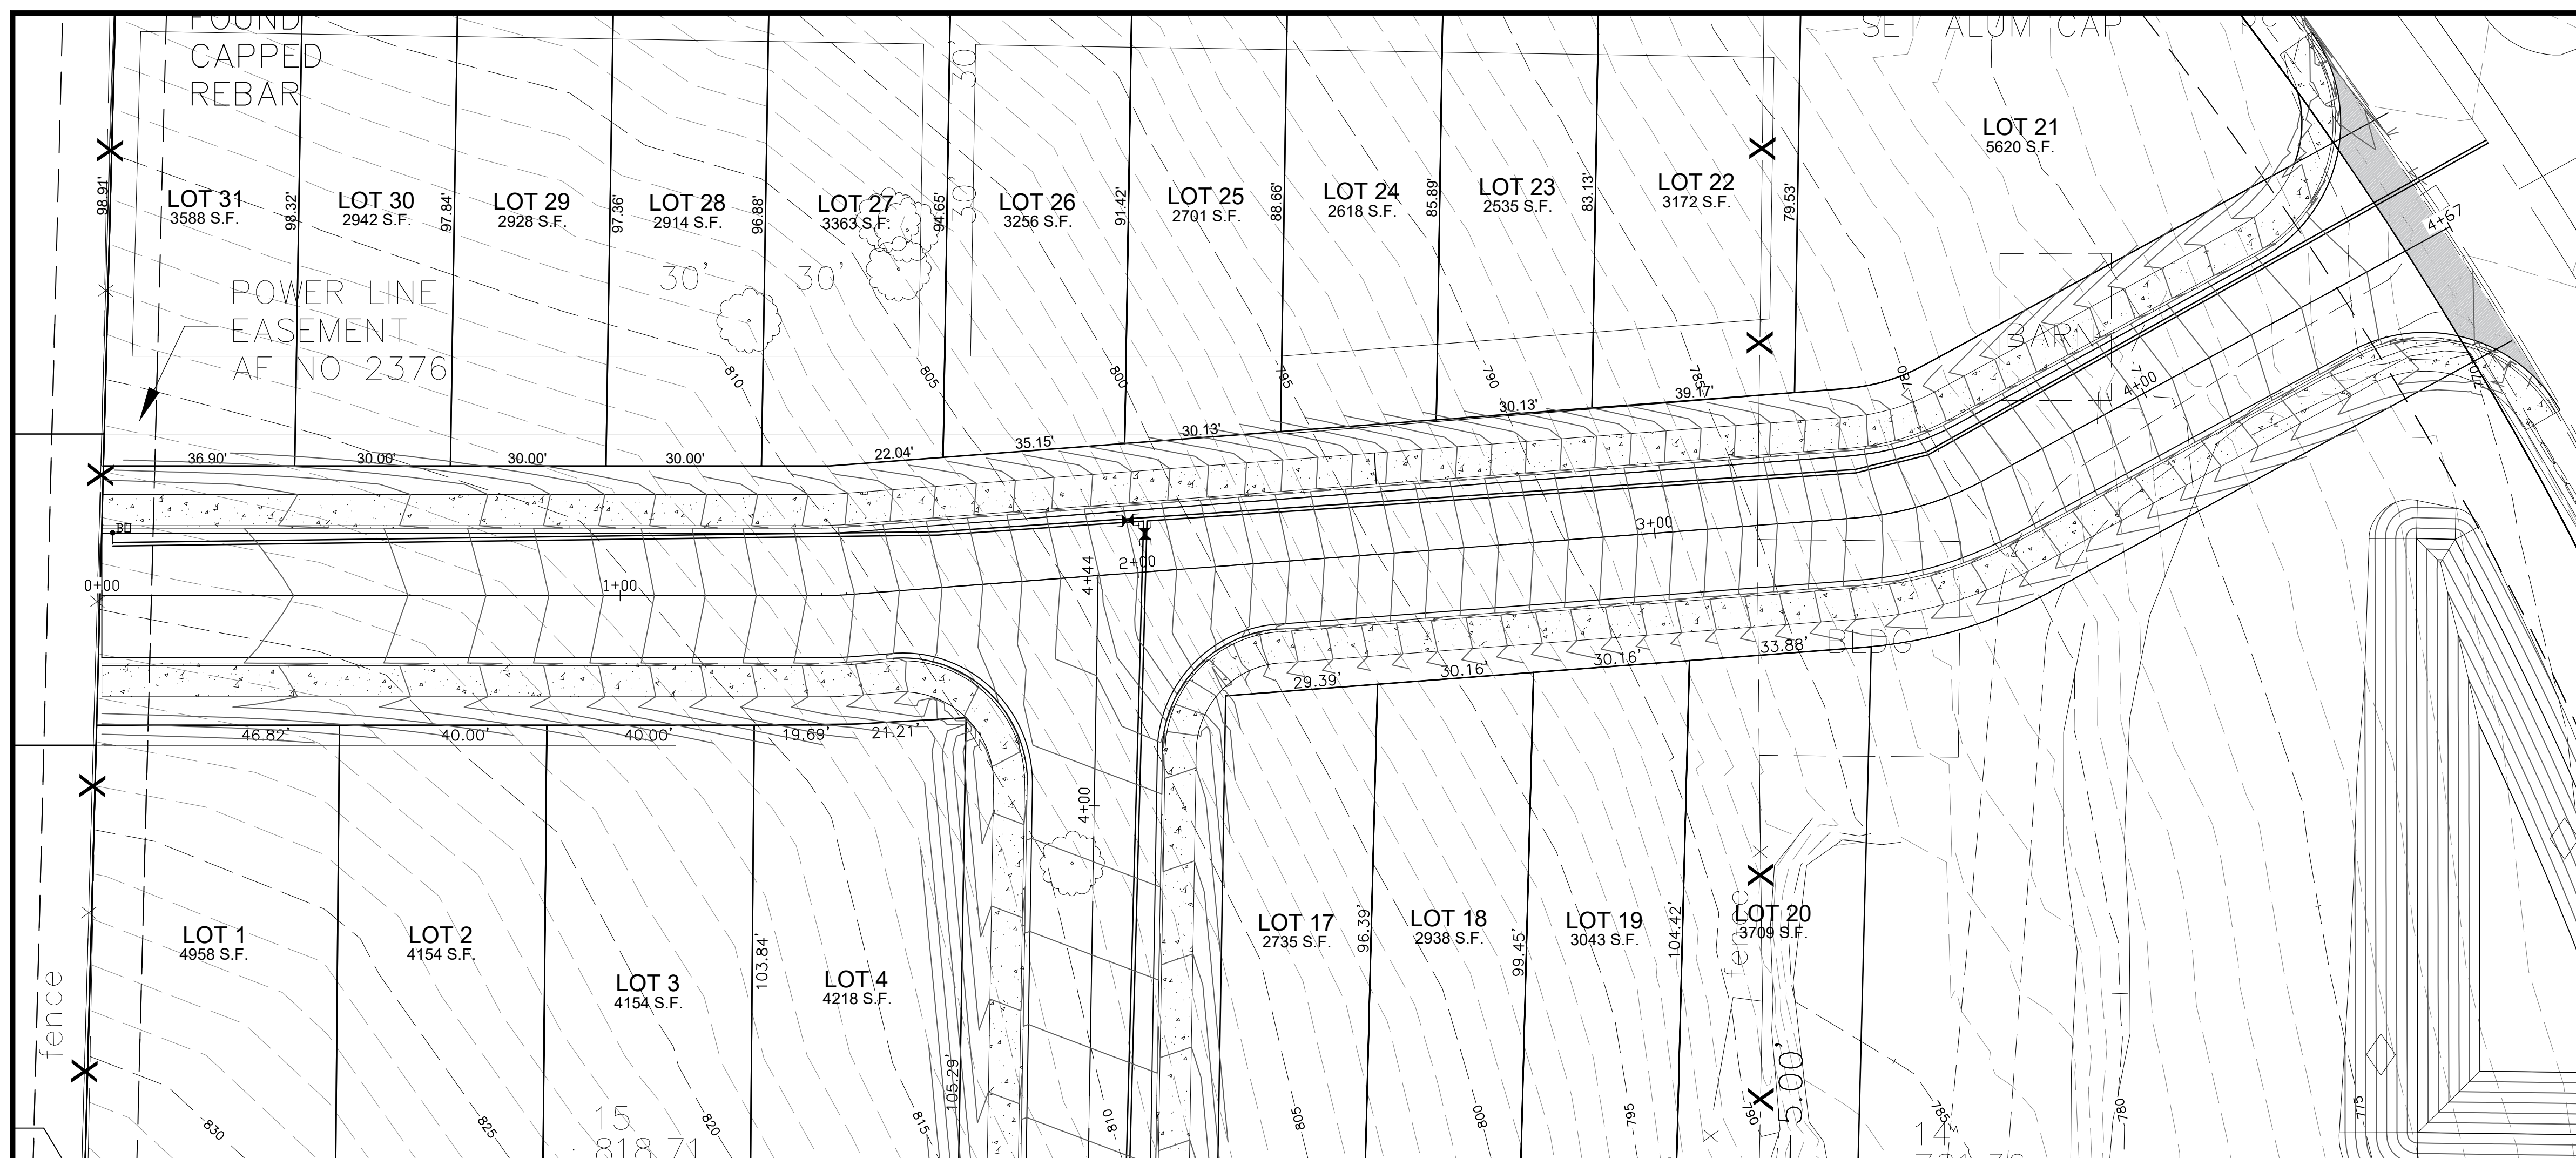 FOUND
CAPPED
REBAR
SET ALUM CAP
30'
30'
LOT 31
3588 S.F.
LOT 30
2942 S.F.
LOT 29
2928 S.F.
LOT 28
2914 S.F.
LOT 27
3363 S.F.
LOT 26
3256 S.F.
LOT 25
2701 S.F.
LOT 24
2618 S.F.
LOT 23
2535 S.F.
LOT 22
3172 S.F.
LOT 21
5620 S.F.
98.91'
98.32'
97.84'
97.36'
96.88'
94.65'
91.42'
88.66'
85.89'
83.13'
79.53'
4+67
30'
30'
POWER LINE
EASEMENT
AF NO 2376
BARN
810
805
800
795
790
785
780
4+00
770
36.90'
30.00'
30.00'
30.00'
22.04'
35.15'
30.13'
30.13'
39.17'
BO
0+00
1+00
4+44
2+00
3+00
BLDG
46.82'
40.00'
40.00'
19.69'
21.21'
29.39'
30.16'
30.16'
33.88'
4+00
LOT 1
4958 S.F.
LOT 2
4154 S.F.
LOT 3
4154 S.F.
LOT 4
4218 S.F.
LOT 17
2735 S.F.
LOT 18
2938 S.F.
LOT 19
3043 S.F.
LOT 20
3709 S.F.
103.84'
105.29'
96.39'
99.45'
104.42'
fence
fence
5.00'
830
825
820
815
810
805
800
795
790
785
780
775
15
818.71
14